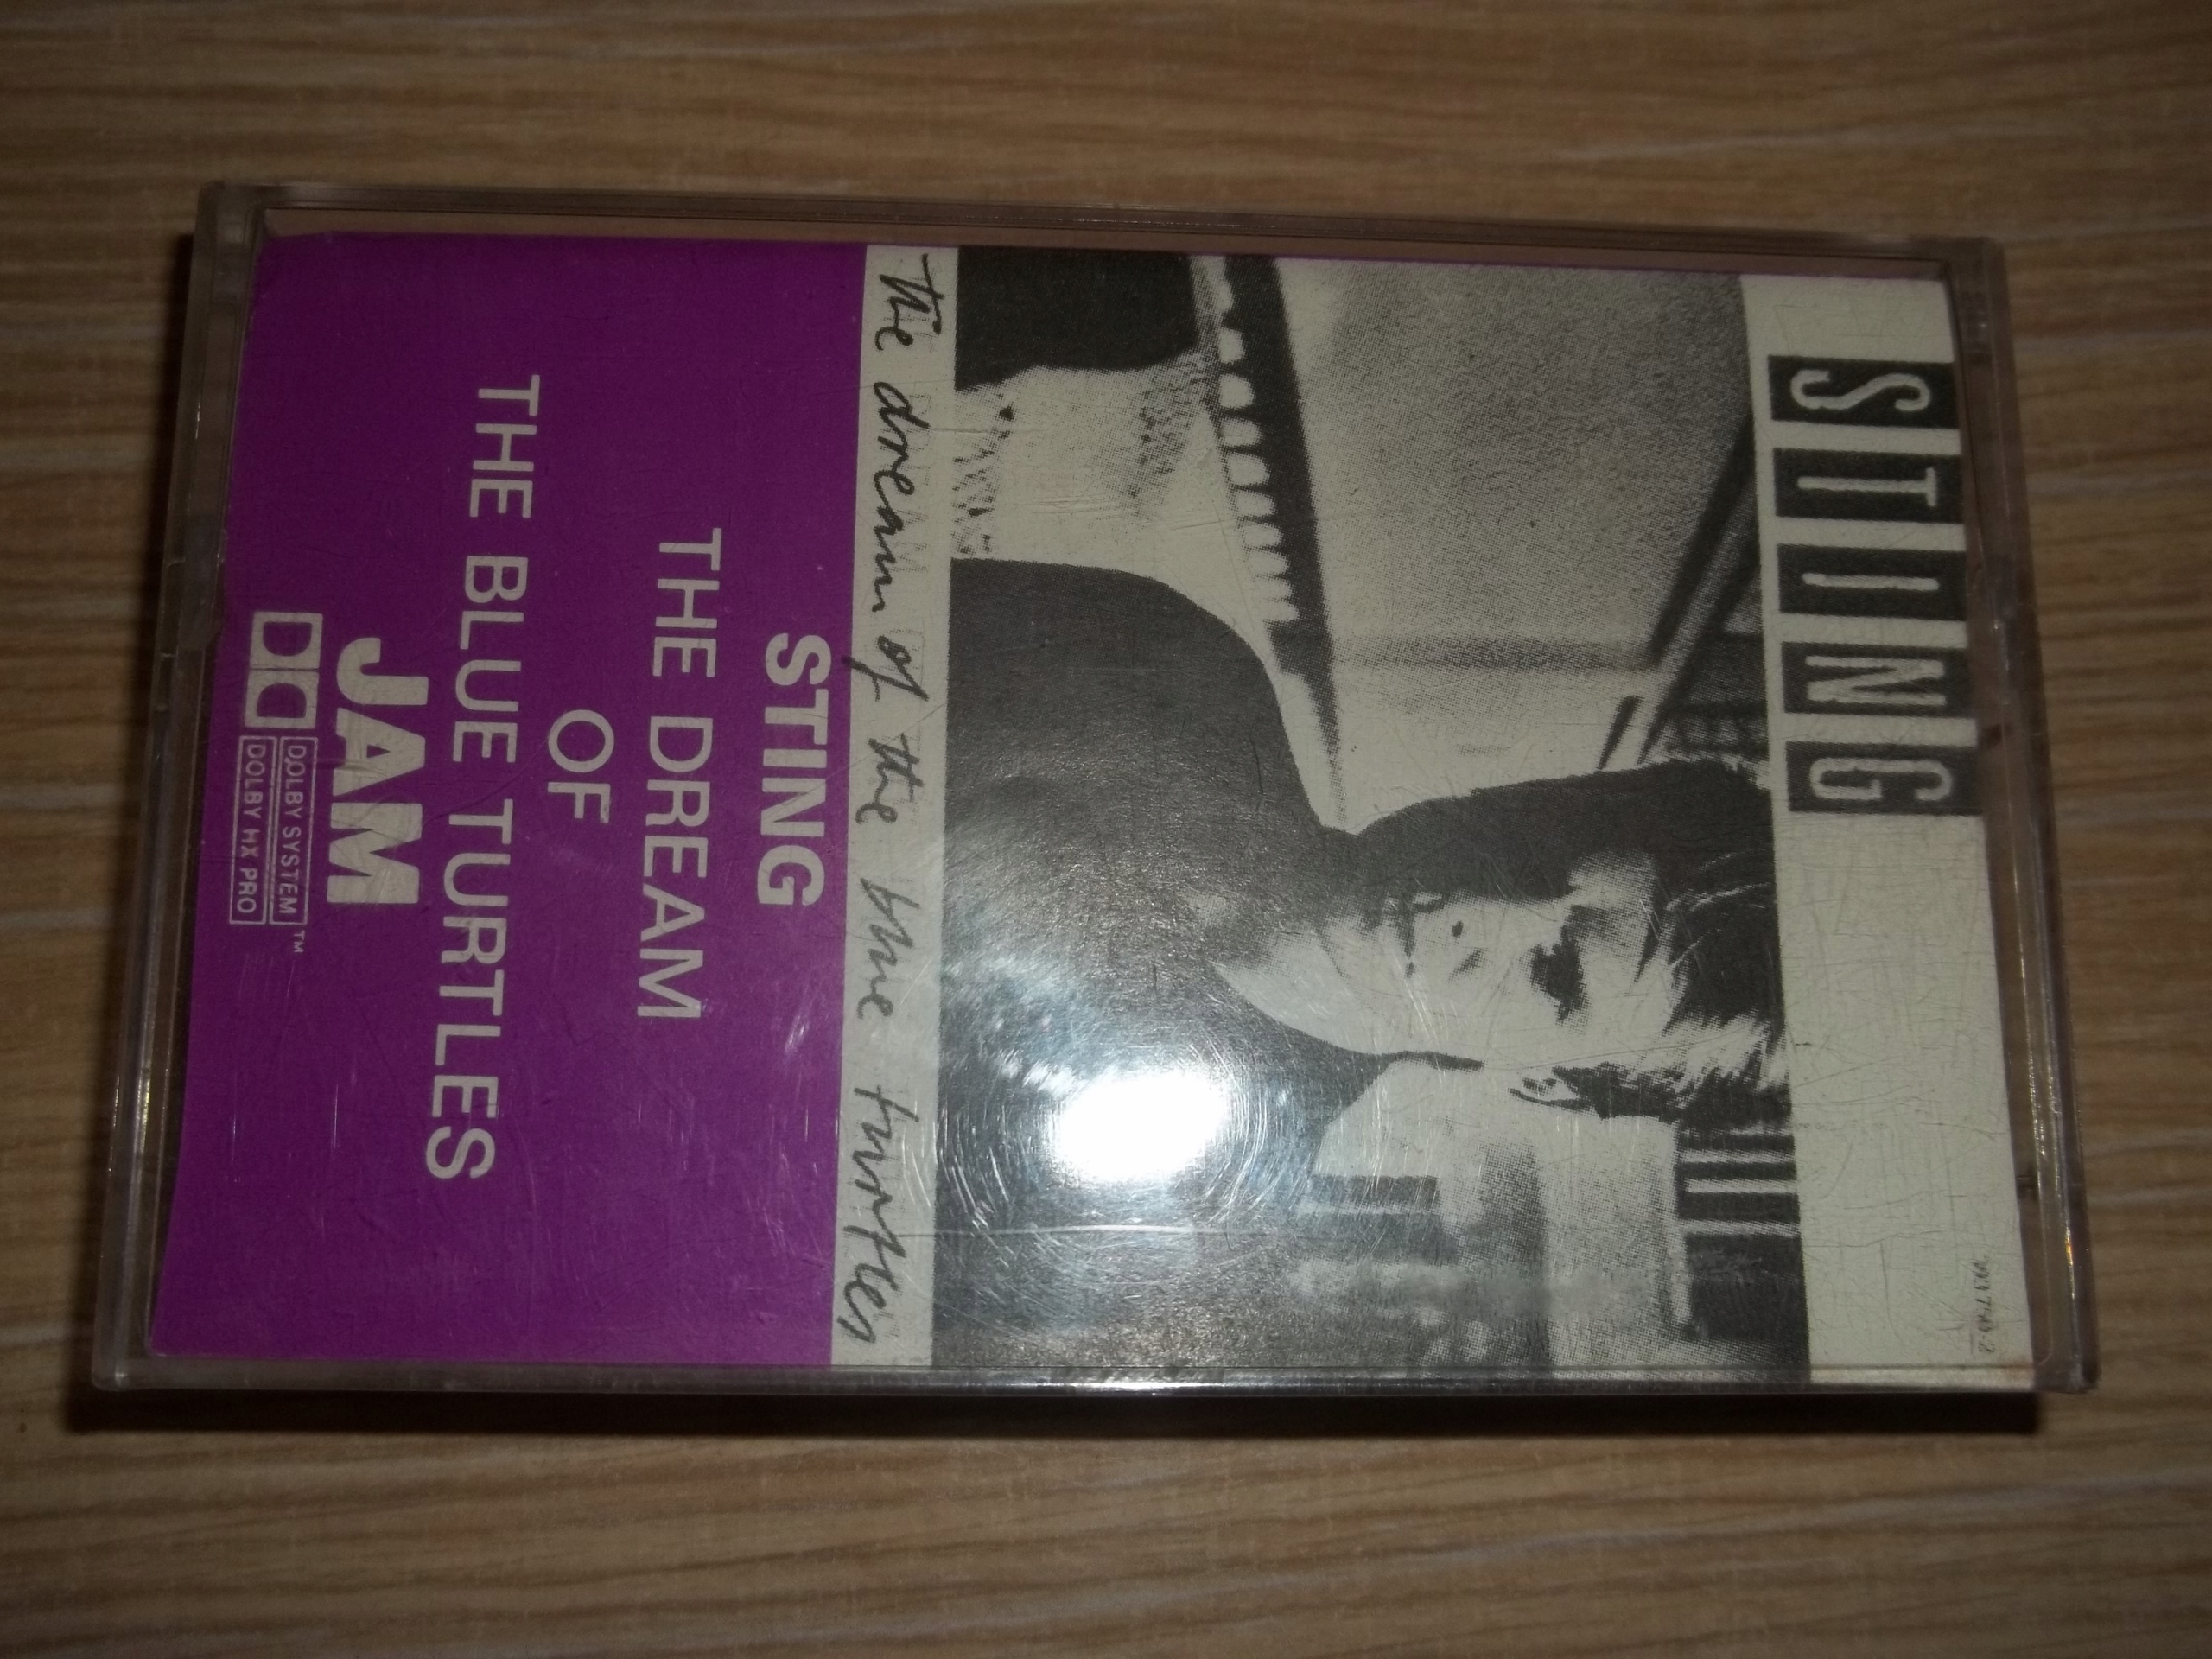 STING
The dream of the blue turtles
STING
THE DREAM
OF
THE BLUE TURTLES
JAM
DOLBY SYSTEM™
DOLBY HX PRO